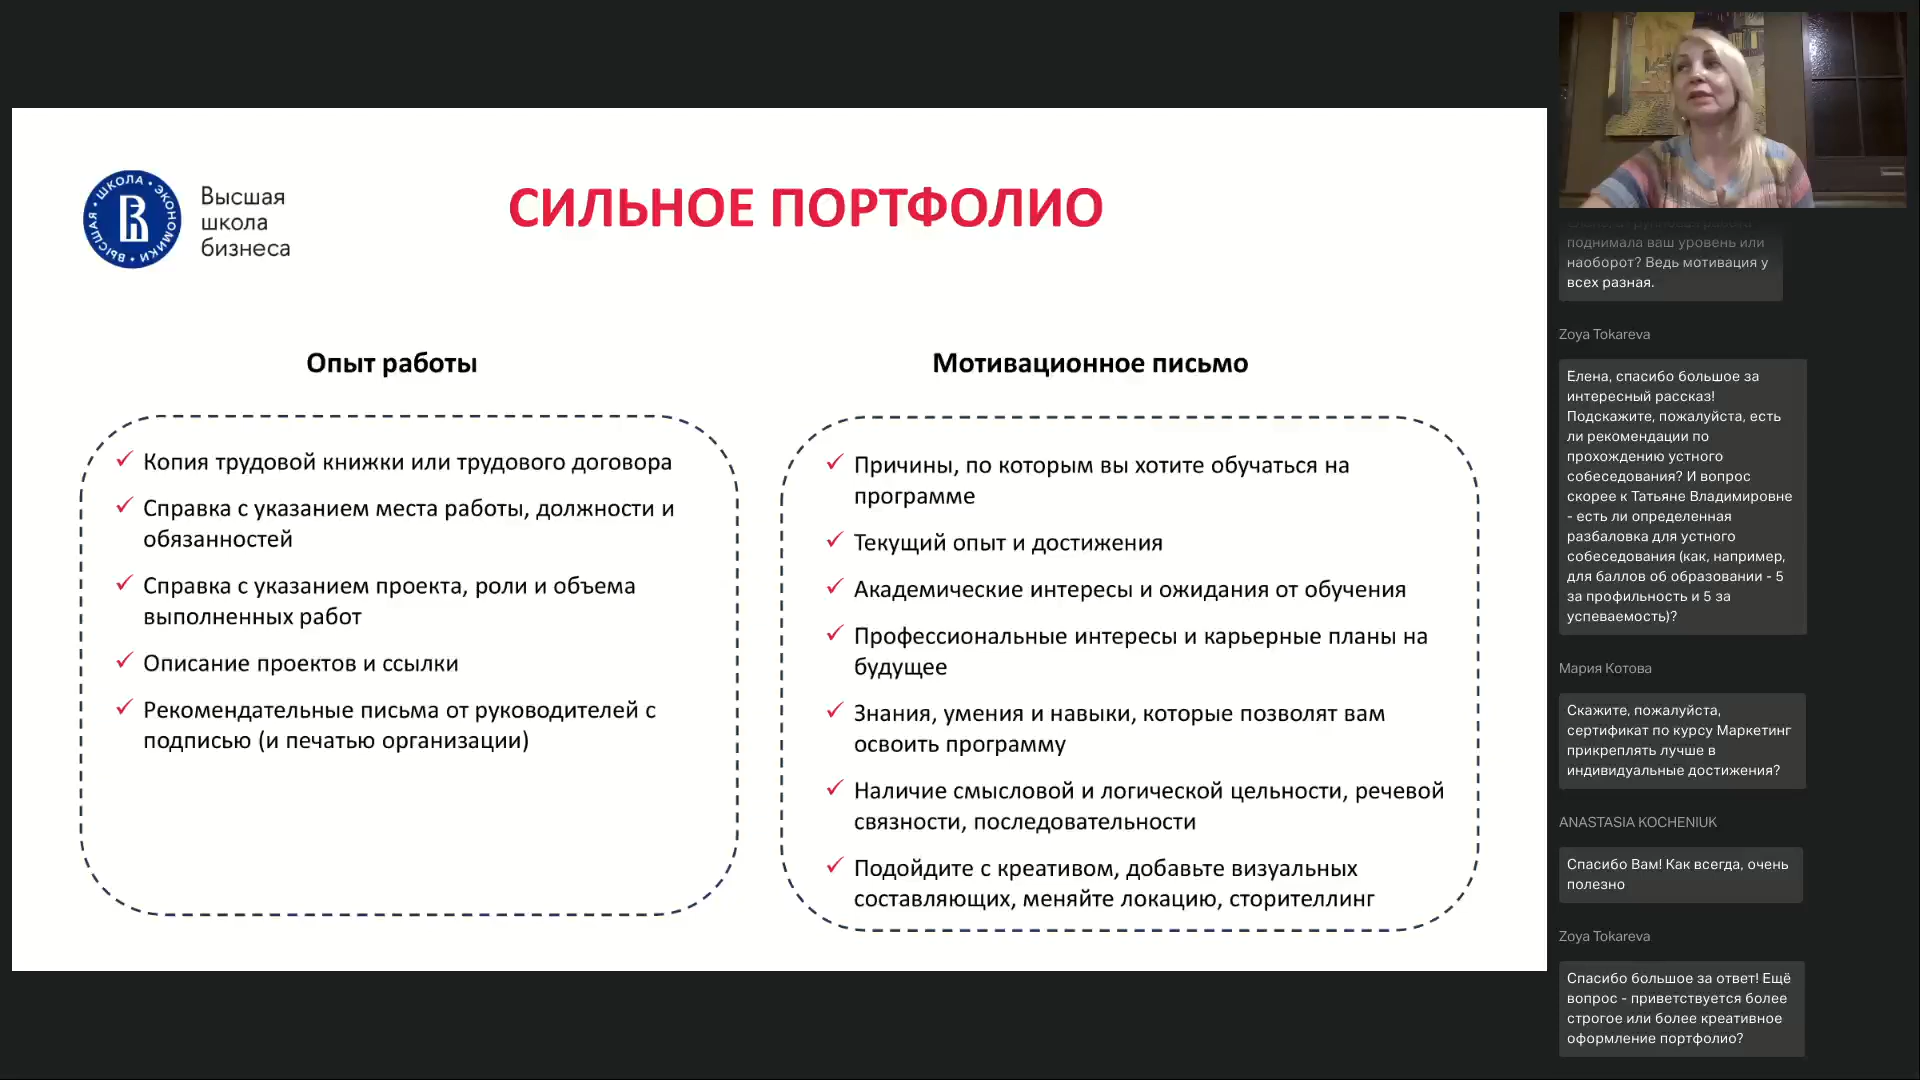 ВЫСШАЯ • ШКОЛА • ЭКОНОМИКИ •
Высшая
школа
бизнеса
СИЛЬНОЕ ПОРТФОЛИО
Опыт работы
Копия трудовой книжки или трудового договора
Справка с указанием места работы, должности и
обязанностей
Справка с указанием проекта, роли и объема
выполненных работ
Описание проектов и ссылки
Рекомендательные письма от руководителей с
подписью (и печатью организации)
Мотивационное письмо
Причины, по которым вы хотите обучаться на
программе
Текущий опыт и достижения
Академические интересы и ожидания от обучения
Профессиональные интересы и карьерные планы на
будущее
Знания, умения и навыки, которые позволят вам
освоить программу
Наличие смысловой и логической цельности, речевой
связности, последовательности
Подойдите с креативом, добавьте визуальных
составляющих, меняйте локацию, сторителлинг
поднимала ваш уровень или
наоборот? Ведь мотивация у
всех разная.
Zoya Tokareva
Елена, спасибо большое за
интересный рассказ!
Подскажите, пожалуйста, есть
ли рекомендации по
прохождению устного
собеседования? И вопрос
скорее к Татьяне Владимировне
- есть ли определенная
разбаловка для устного
собеседования (как, например,
для баллов об образовании - 5
за профильность и 5 за
успеваемость)?
Мария Котова
Скажите, пожалуйста,
сертификат по курсу Маркетинг
прикреплять лучше в
индивидуальные достижения?
ANASTASIA KOCHENIUK
Спасибо Вам! Как всегда, очень
полезно
Zoya Tokareva
Спасибо большое за ответ! Ещё
вопрос - приветствуется более
строгое или более креативное
оформление портфолио?